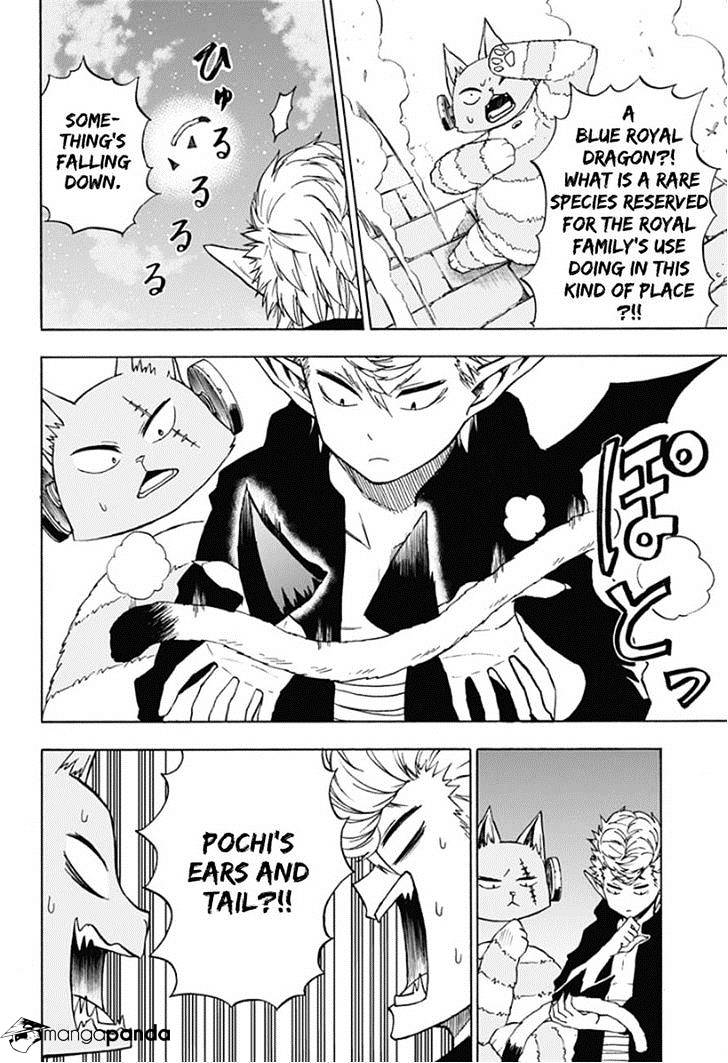 A
BLUE ROYAL
DRAGON?!
WHAT IS A RARE
SPECIES RESERVED
FOR THE ROYAL
FAMILY'S USE
DOING IN THIS
KIND OF PLACE
?!!
SOME-
THING'S
FALLING
DOWN.
ひゅるるるる
ぽとっ
POCHI'S
EARS AND
TAIL?!!
mangapanda